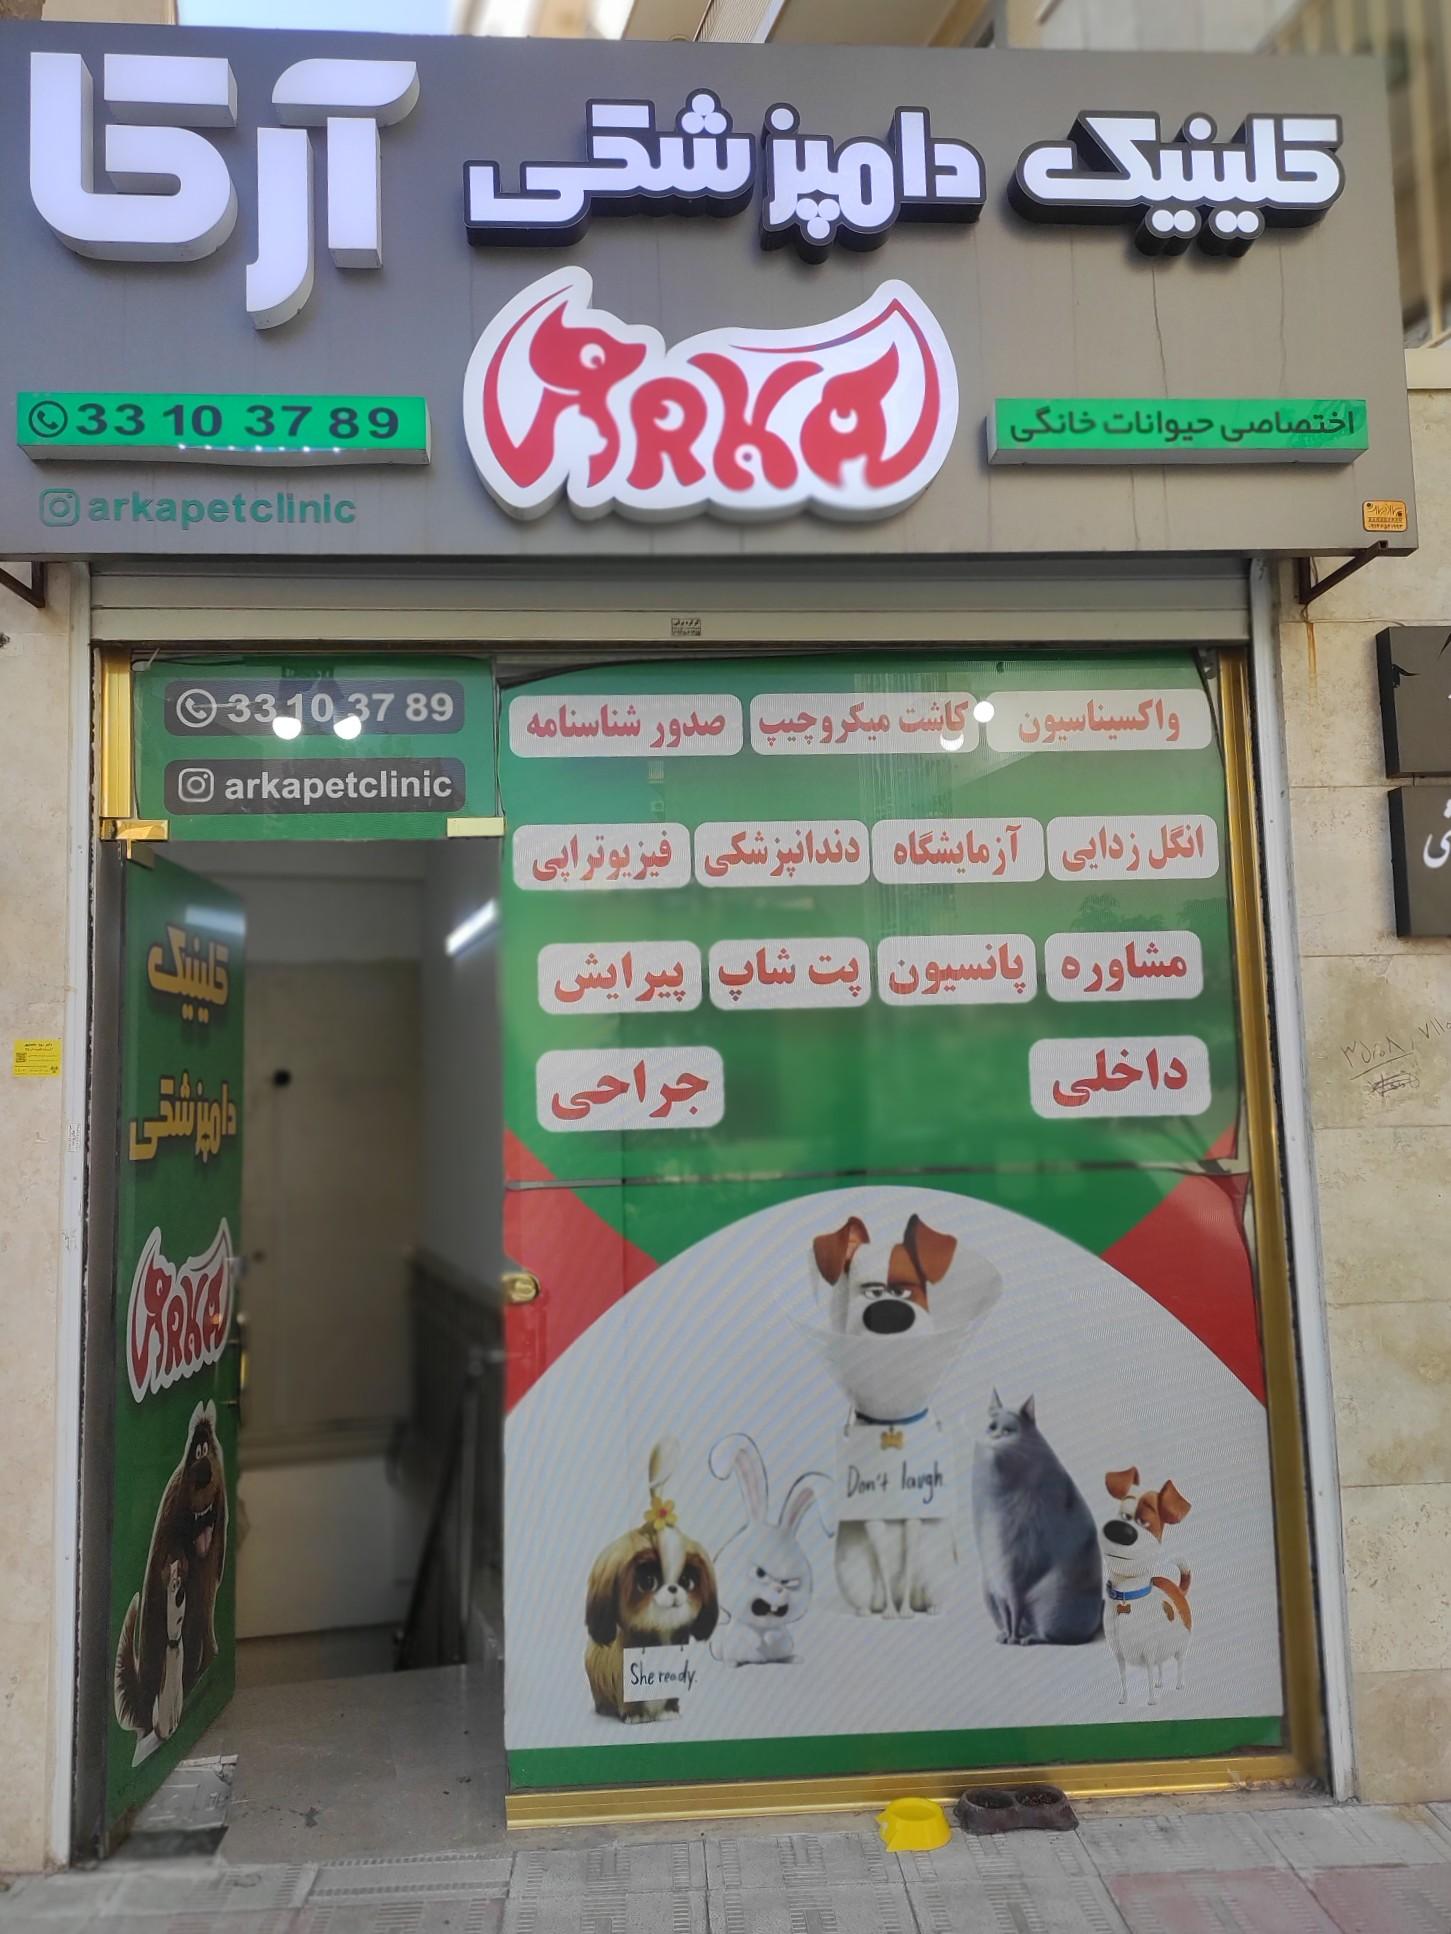 کلینیک دامپزشکی آرکا
ARKA
33 10 37 89
اختصاصی حیوانات خانگی
arkapetclinic
33 10 37 89
arkapetclinic
واکسیناسیون کاشت میکروچیپ صدور شناسنامه
انگل زدایی آزمایشگاه دندانپزشکی فیزیوتراپی
مشاوره پانسیون پت شاپ پیرایش
داخلی جراحی
کلینیک
دامپزشکی
ARKA
Don't laugh
She ready.